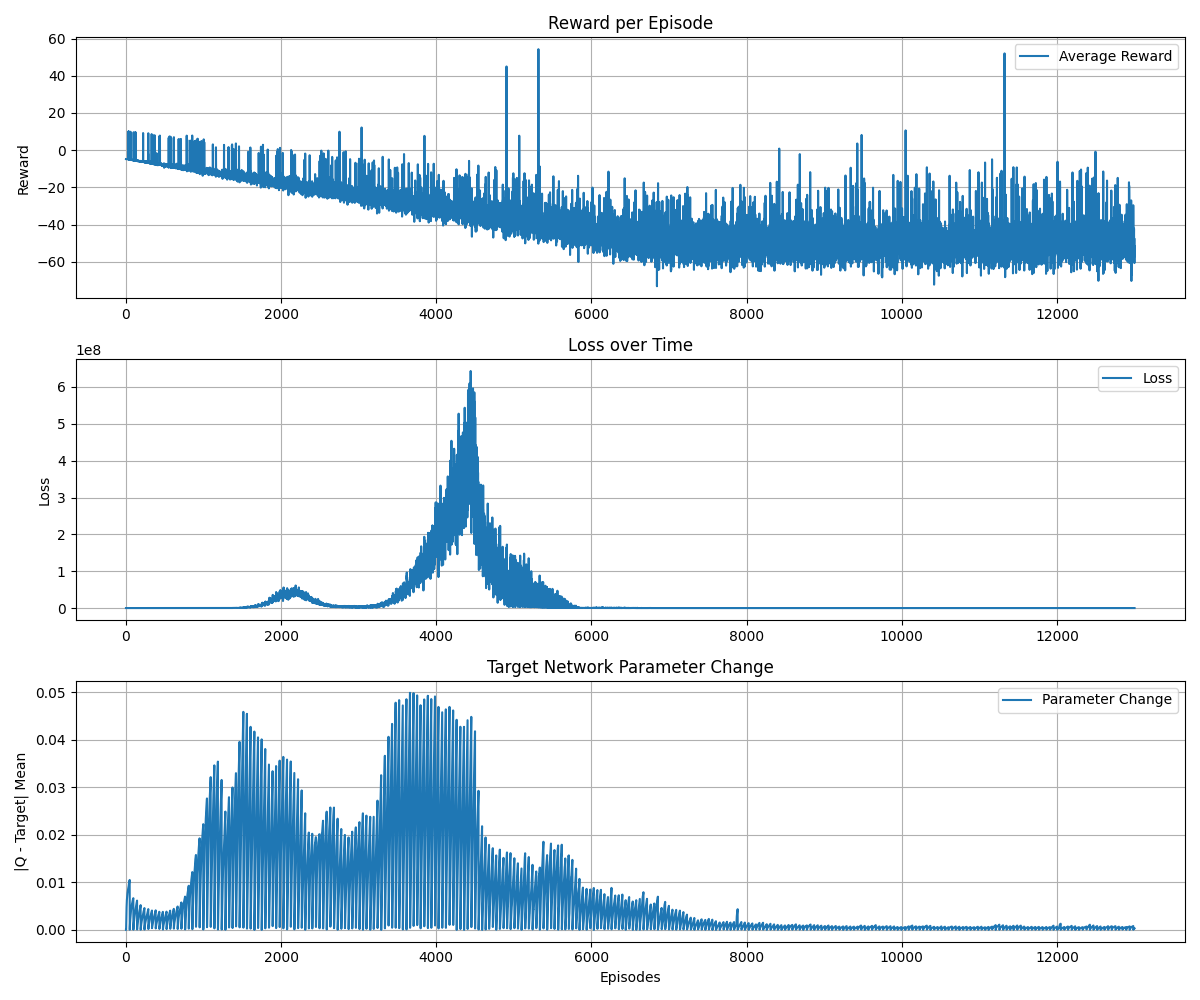 Reward per Episode
Reward
60
40
20
0
−20
−40
−60
Average Reward
0 2000 4000 6000 8000 10000 12000
Loss over Time
1e8
Loss
6
5
4
3
2
1
0
Loss
0 2000 4000 6000 8000 10000 12000
Target Network Parameter Change
|Q - Target| Mean
0.05
0.04
0.03
0.02
0.01
0.00
Parameter Change
0 2000 4000 6000 8000 10000 12000
Episodes